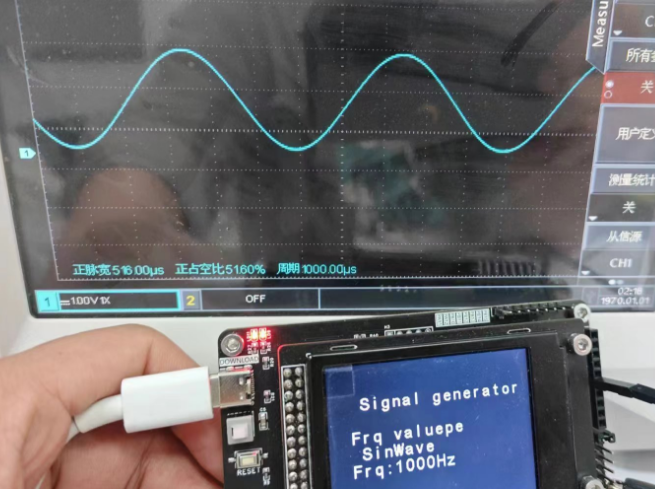 Measu
所有
关
用户定
测量统计
关
从信源
CH1
1
正脉宽516.00μs 正占空比51.60% 周期1000.00μs
1 1.00V 1X 2 OFF
02:18
1970.01.01
DOWNLOAD
RESET
Signal generator
Frq valuepe
SinWave
Frq:1000Hz